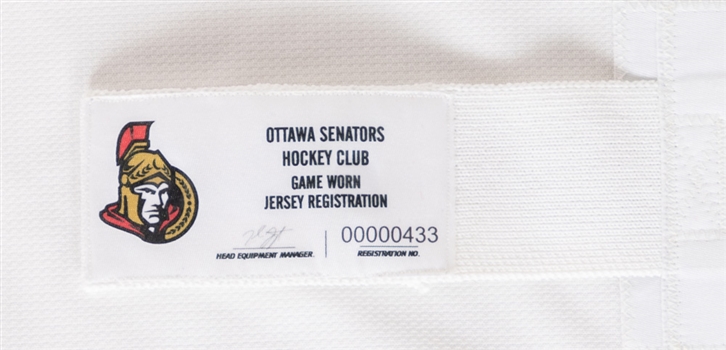 OTTAWA SENATORS
HOCKEY CLUB
GAME WORN
JERSEY REGISTRATION
00000433
HEAD EQUIPMENT MANAGER.
REGISTRATION NO.